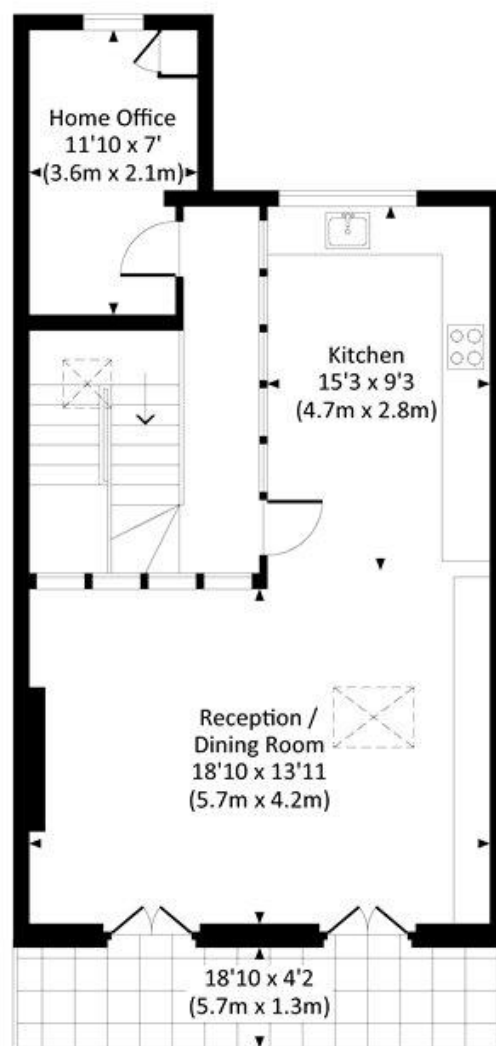 Home Office
11'10 x 7'
(3.6m x 2.1m)
Kitchen
15'3 x 9'3
(4.7m x 2.8m)
Reception /
Dining Room
18'10 x 13'11
(5.7m x 4.2m)
18'10 x 4'2
(5.7m x 1.3m)